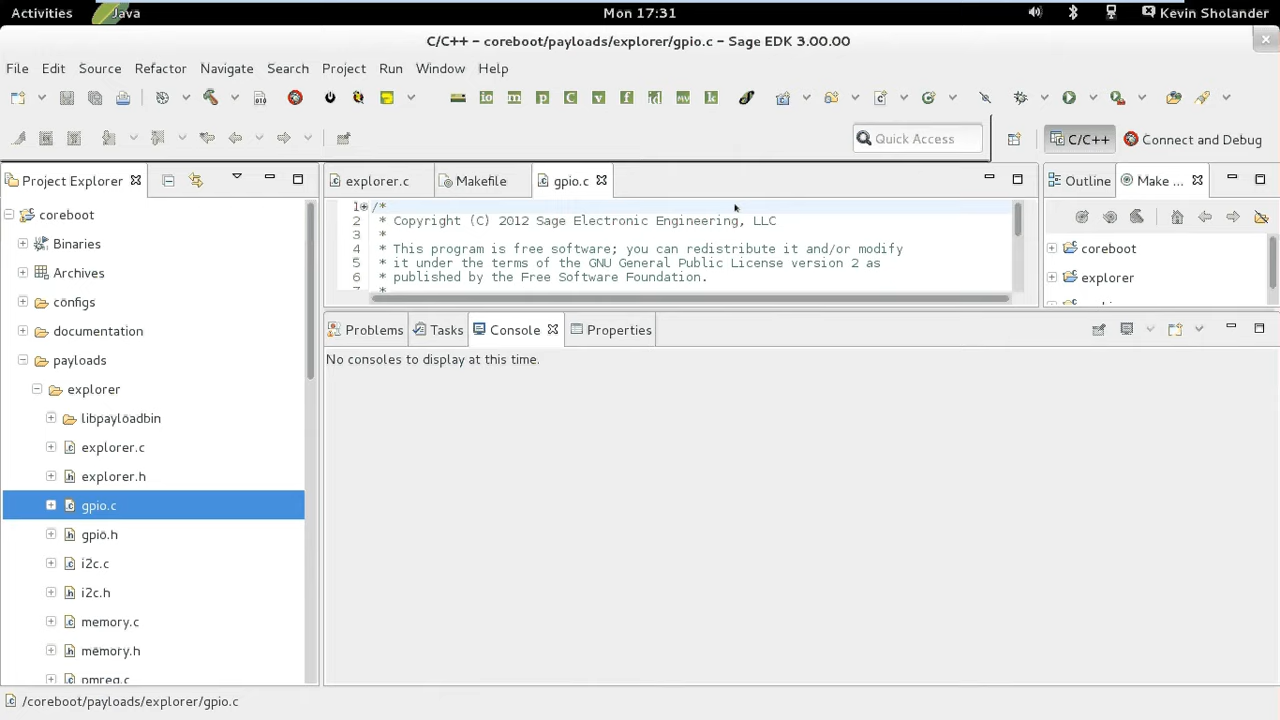 Activities Java Mon 17:31 Kevin Sholander
C/C++ – coreboot/payloads/explorer/gpio.c – Sage EDK 3.00.00
File Edit Source Refactor Navigate Search Project Run Window Help
Quick Access C/C++ Connect and Debug
Project Explorer
coreboot
Binaries
Archives
configs
documentation
payloads
explorer
libpayloadbin
explorer.c
explorer.h
gpio.c
gpio.h
i2c.c
i2c.h
memory.c
memory.h
pmreg.c
explorer.c Makefile gpio.c
1 /*
2 * Copyright (C) 2012 Sage Electronic Engineering, LLC
3 *
4 * This program is free software; you can redistribute it and/or modify
5 * it under the terms of the GNU General Public License version 2 as
6 * published by the Free Software Foundation.
7 *
Outline Make ...
coreboot
explorer
Problems Tasks Console Properties
No consoles to display at this time.
/coreboot/payloads/explorer/gpio.c